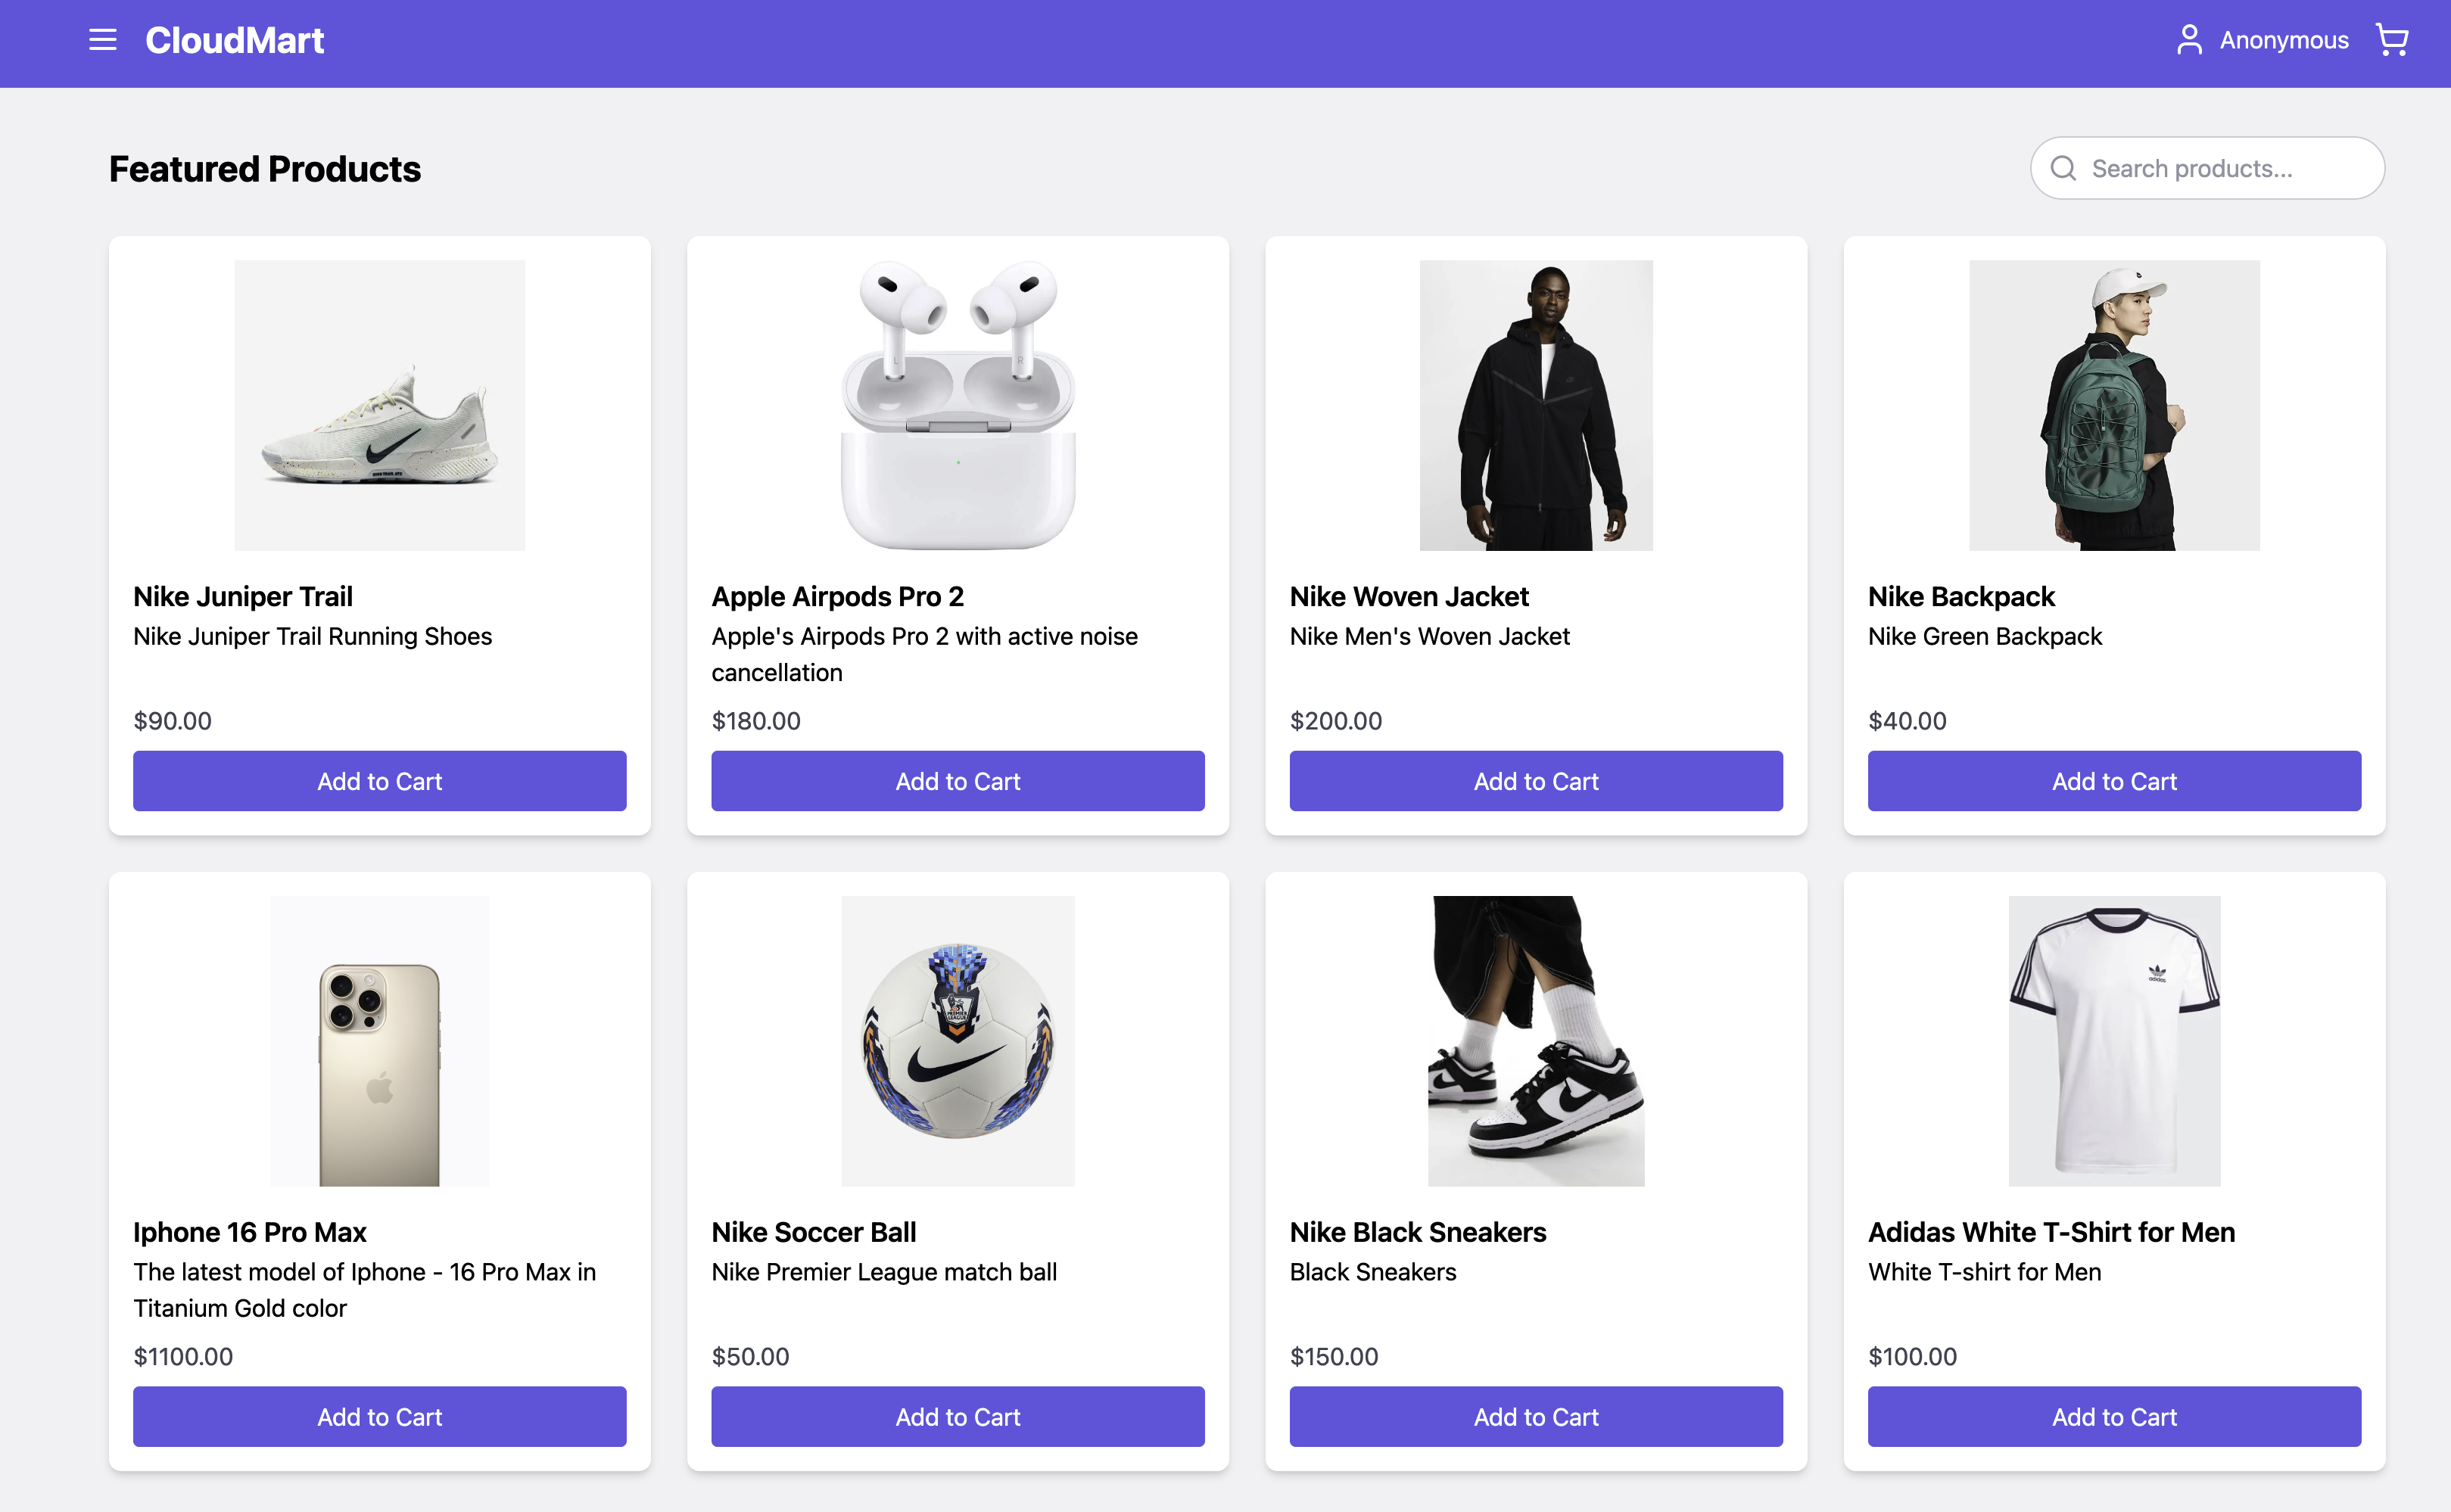 CloudMart
Anonymous
Featured Products
Search products...
Nike Juniper Trail
Nike Juniper Trail Running Shoes
$90.00
Add to Cart
Apple Airpods Pro 2
Apple's Airpods Pro 2 with active noise
cancellation
$180.00
Add to Cart
Nike Woven Jacket
Nike Men's Woven Jacket
$200.00
Add to Cart
Nike Backpack
Nike Green Backpack
$40.00
Add to Cart
Iphone 16 Pro Max
The latest model of Iphone - 16 Pro Max in
Titanium Gold color
$1100.00
Add to Cart
PREMIER
LEAGUE
Nike Soccer Ball
Nike Premier League match ball
$50.00
Add to Cart
Nike Black Sneakers
Black Sneakers
$150.00
Add to Cart
adidas
Adidas White T-Shirt for Men
White T-shirt for Men
$100.00
Add to Cart